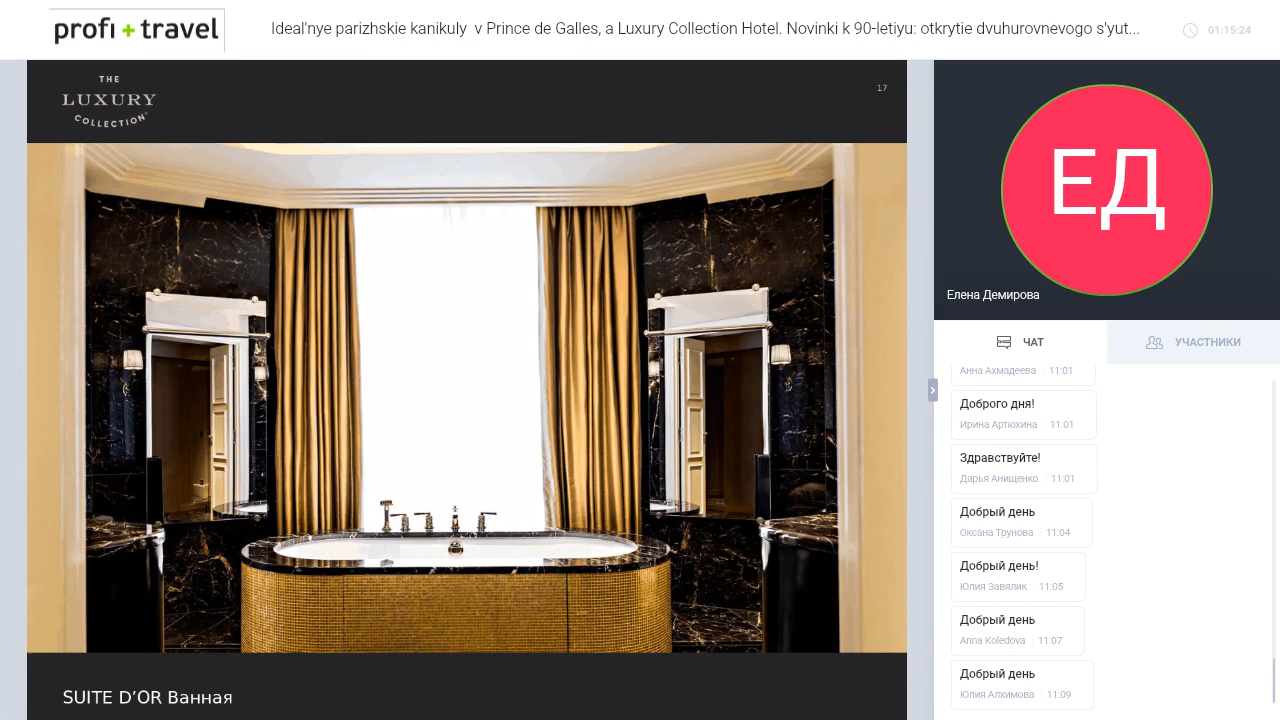 profi + travel
Ideal'nye parizhskie kanikuly v Prince de Galles, a Luxury Collection Hotel. Novinki k 90-letiyu: otkrytie dvuhurovnevogo s'yut...
01:15:24
THE
LUXURY
COLLECTION
17
SUITE D'OR Ванная
ЕД
Елена Демирова
ЧАТ
УЧАСТНИКИ
Анна Ахмадеева 11:01
Доброго дня!
Ирина Артюхина 11:01
Здравствуйте!
Дарья Анищенко 11:01
Добрый день
Оксана Трунова 11:04
Добрый день!
Юлия Завялик 11:05
Добрый день
Anna Koledova 11:07
Добрый день
Юлия Алхимова 11:09